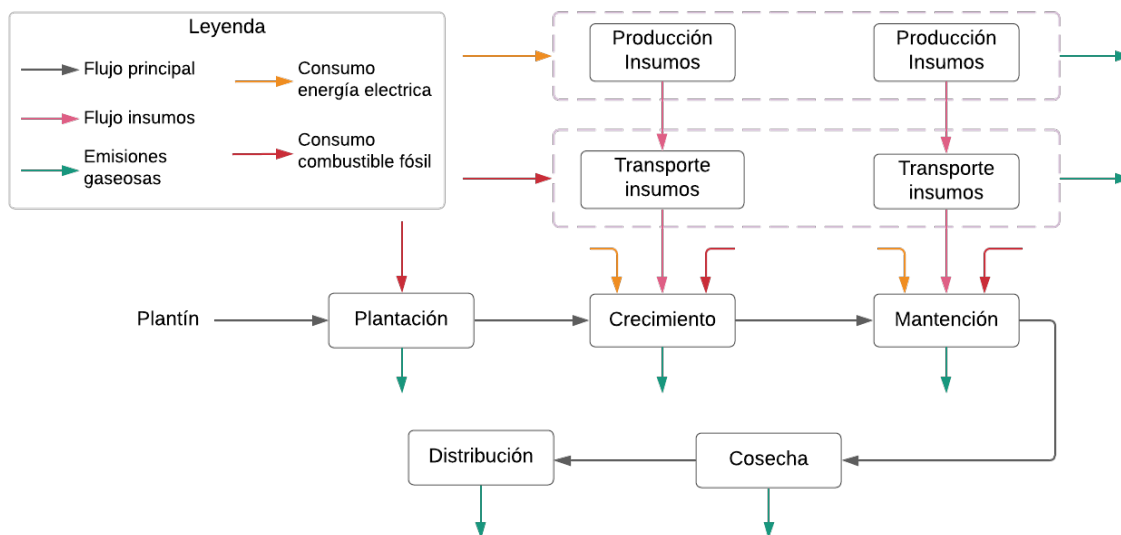 Leyenda
Flujo principal
Flujo insumos
Emisiones
gaseosas
Consumo
energía electrica
Consumo
combustible fósil
Producción
Insumos
Producción
Insumos
Transporte
insumos
Transporte
insumos
Plantín
Plantación
Crecimiento
Mantención
Distribución
Cosecha